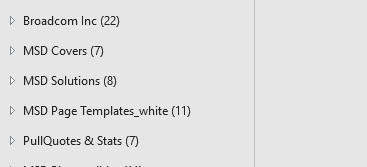 Broadcom Inc (22)
MSD Covers (7)
MSD Solutions (8)
MSD Page Templates_white (11)
PullQuotes & Stats (7)